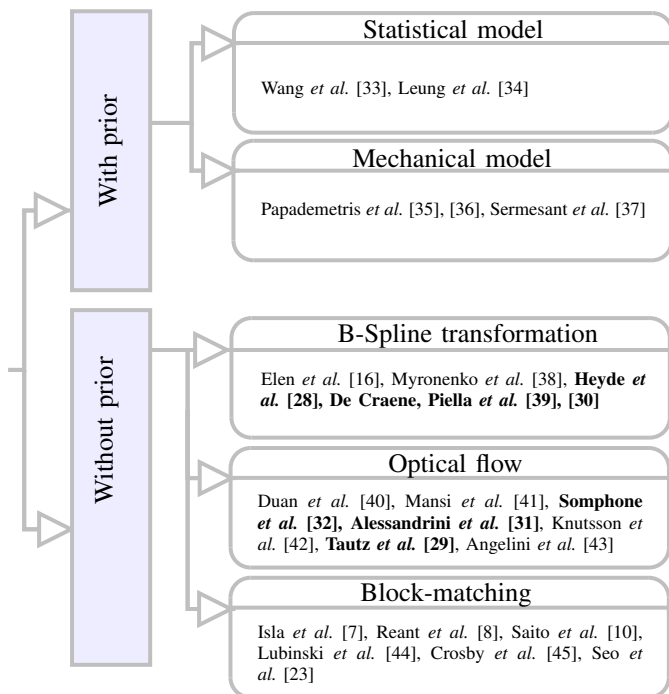 With prior
Statistical model
Wang et al. [33], Leung et al. [34]
Mechanical model
Papademetris et al. [35], [36], Sermesant et al. [37]
Without prior
B-Spline transformation
Elen et al. [16], Myronenko et al. [38], Heyde et
al. [28], De Craene, Piella et al. [39], [30]
Optical flow
Duan et al. [40], Mansi et al. [41], Somphone
et al. [32], Alessandrini et al. [31], Knutsson et
al. [42], Tautz et al. [29], Angelini et al. [43]
Block-matching
Isla et al. [7], Reant et al. [8], Saito et al. [10],
Lubinski et al. [44], Crosby et al. [45], Seo et
al. [23]